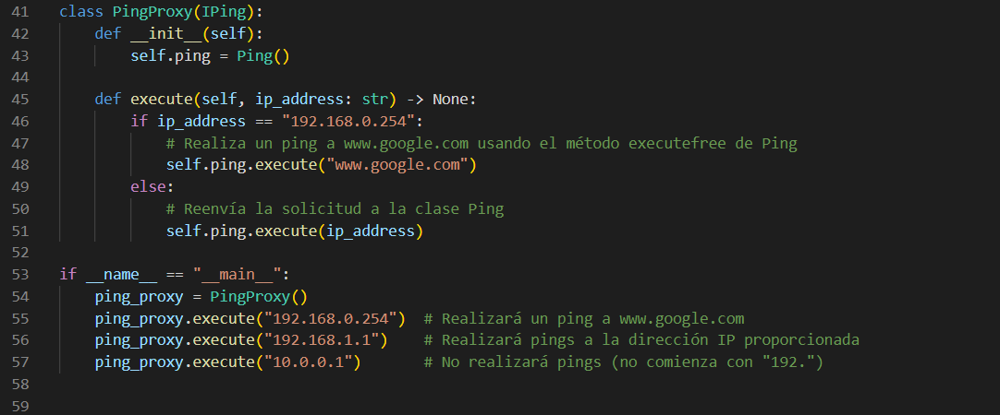 41 class PingProxy(IPing):
42     def __init__(self):
43         self.ping = Ping()
44
45     def execute(self, ip_address: str) -> None:
46         if ip_address == "192.168.0.254":
47             # Realiza un ping a www.google.com usando el método executefree de Ping
48             self.ping.execute("www.google.com")
49         else:
50             # Reenvía la solicitud a la clase Ping
51             self.ping.execute(ip_address)
52
53 if __name__ == "__main__":
54     ping_proxy = PingProxy()
55     ping_proxy.execute("192.168.0.254")  # Realizará un ping a www.google.com
56     ping_proxy.execute("192.168.1.1")    # Realizará pings a la dirección IP proporcionada
57     ping_proxy.execute("10.0.0.1")       # No realizará pings (no comienza con "192.")
58
59